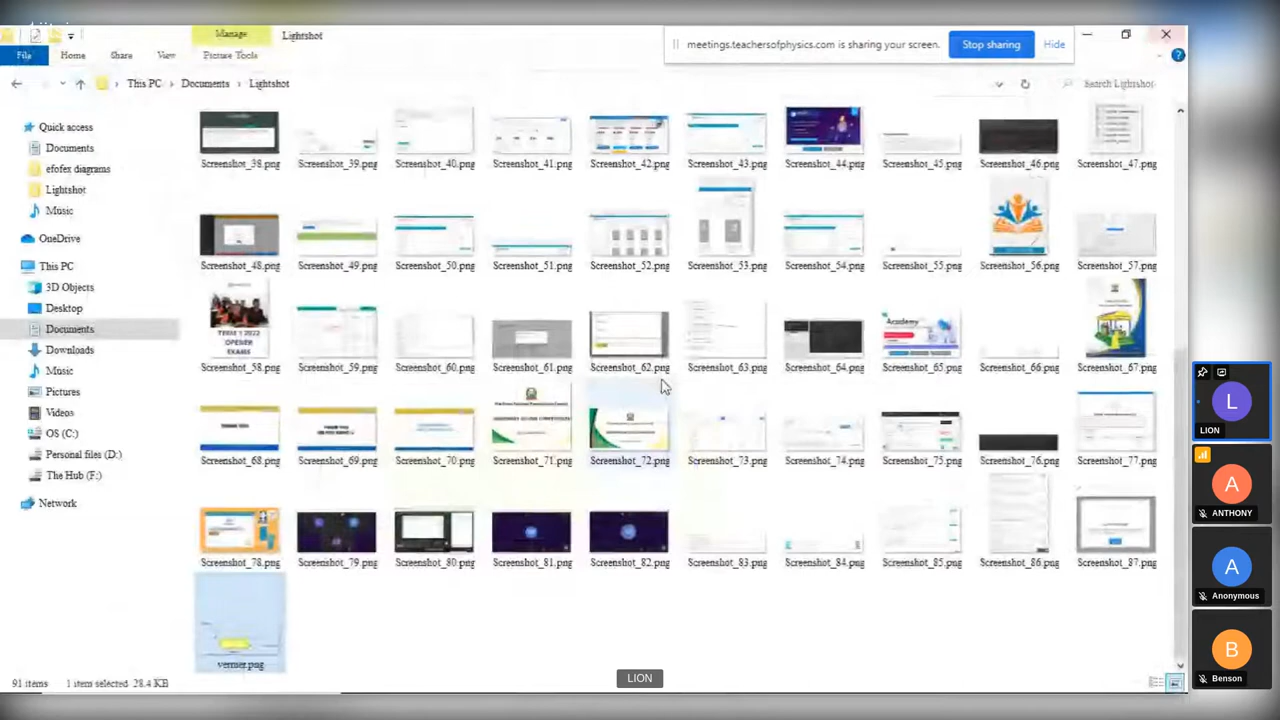 Manage
Lightshot
meetings.teachersofphysics.com is sharing your screen.
Stop sharing
Hide
File
Home
Share
View
Picture Tools
This PC
Documents
Lightshot
Search Lightshot
Quick access
Documents
efofex diagrams
Lightshot
Music
OneDrive
This PC
3D Objects
Desktop
Documents
Downloads
Music
Pictures
Videos
OS (C:)
Personal files (D:)
The Hub (F:)
Network
Screenshot_38.png
Screenshot_39.png
Screenshot_40.png
Screenshot_41.png
Screenshot_42.png
Screenshot_43.png
Screenshot_44.png
Screenshot_45.png
Screenshot_46.png
Screenshot_47.png
Screenshot_48.png
Screenshot_49.png
Screenshot_50.png
Screenshot_51.png
Screenshot_52.png
Screenshot_53.png
Screenshot_54.png
Screenshot_55.png
Screenshot_56.png
Screenshot_57.png
TERM 1 2022
OPENER
EXAMS
Academy
Screenshot_58.png
Screenshot_59.png
Screenshot_60.png
Screenshot_61.png
Screenshot_62.png
Screenshot_63.png
Screenshot_64.png
Screenshot_65.png
Screenshot_66.png
Screenshot_67.png
THANK YOU
Screenshot_68.png
Screenshot_69.png
Screenshot_70.png
Screenshot_71.png
Screenshot_72.png
Screenshot_73.png
Screenshot_74.png
Screenshot_75.png
Screenshot_76.png
Screenshot_77.png
Screenshot_78.png
Screenshot_79.png
Screenshot_80.png
Screenshot_81.png
Screenshot_82.png
Screenshot_83.png
Screenshot_84.png
Screenshot_85.png
Screenshot_86.png
Screenshot_87.png
vernier.png
91 items
1 item selected 28.4 KB
LION
L
LION
A
ANTHONY
A
Anonymous
B
Benson